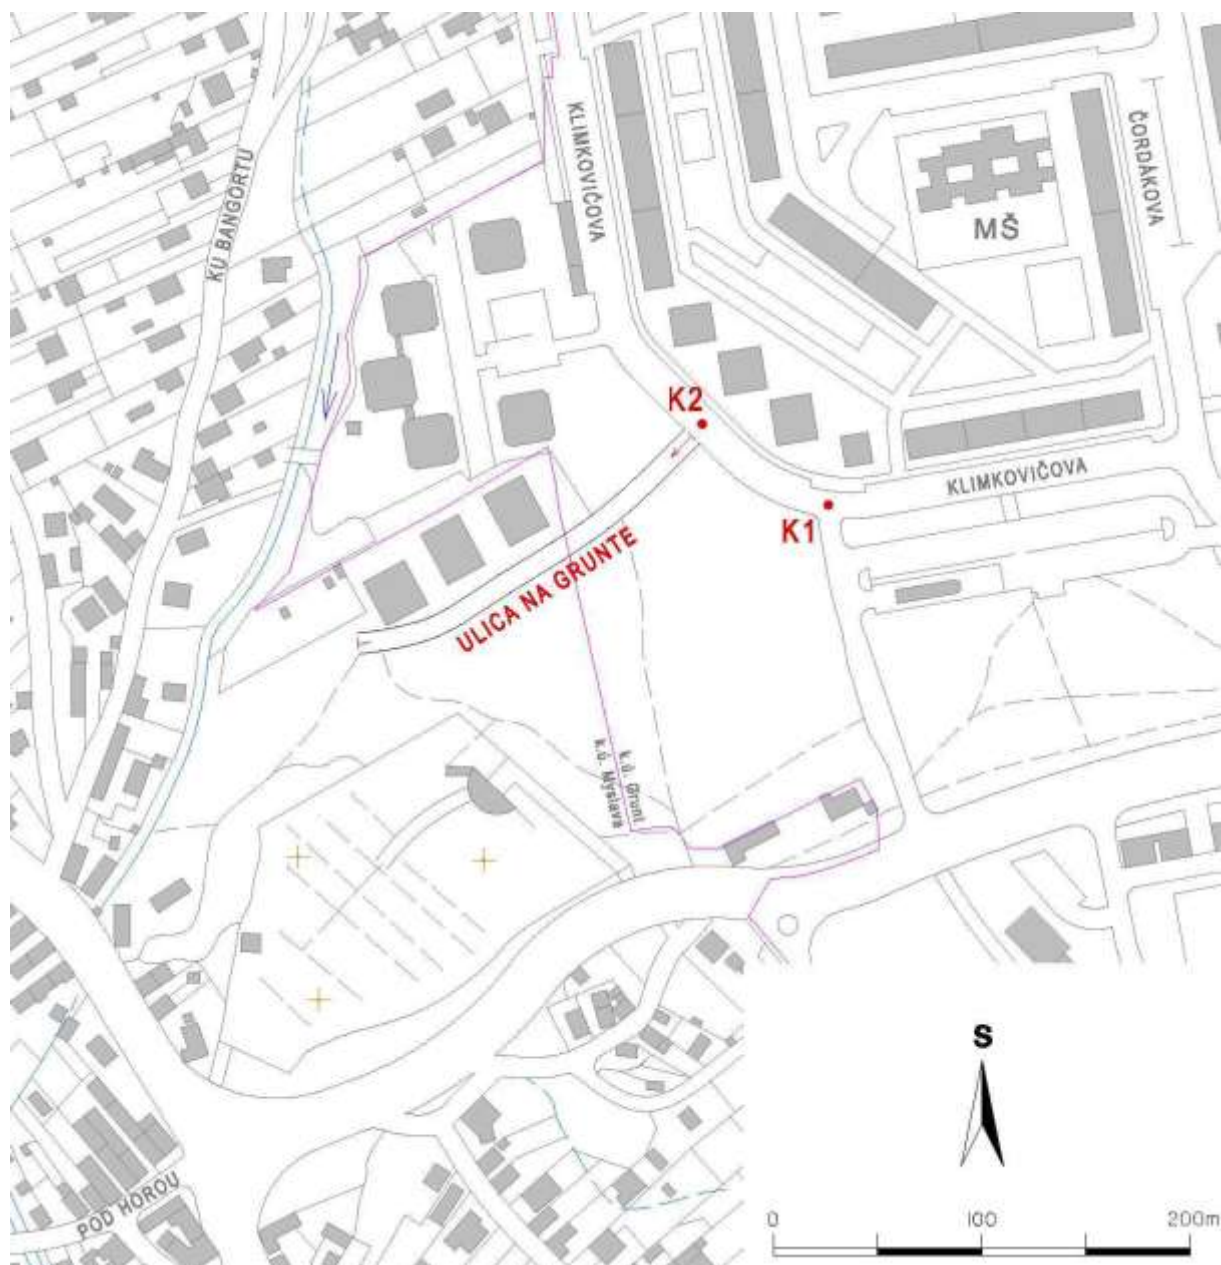 KLIMKOVIČOVA
ČORDÁKOVA
KU BANGORTU
MŠ
K2
KLIMKOVIČOVA
K1
ULICA NA GRUNTE
k.ú. Grunt
k.ú. Myslava
S
POD HOROU
0 100 200m